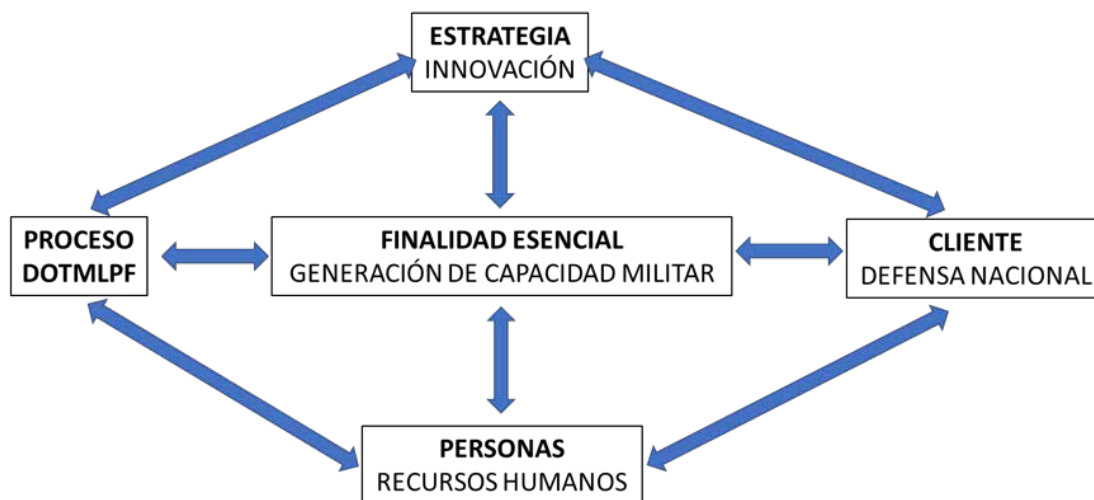 ESTRATEGIA
INNOVACIÓN
PROCESO
DOTMLPF
FINALIDAD ESENCIAL
GENERACIÓN DE CAPACIDAD MILITAR
CLIENTE
DEFENSA NACIONAL
PERSONAS
RECURSOS HUMANOS